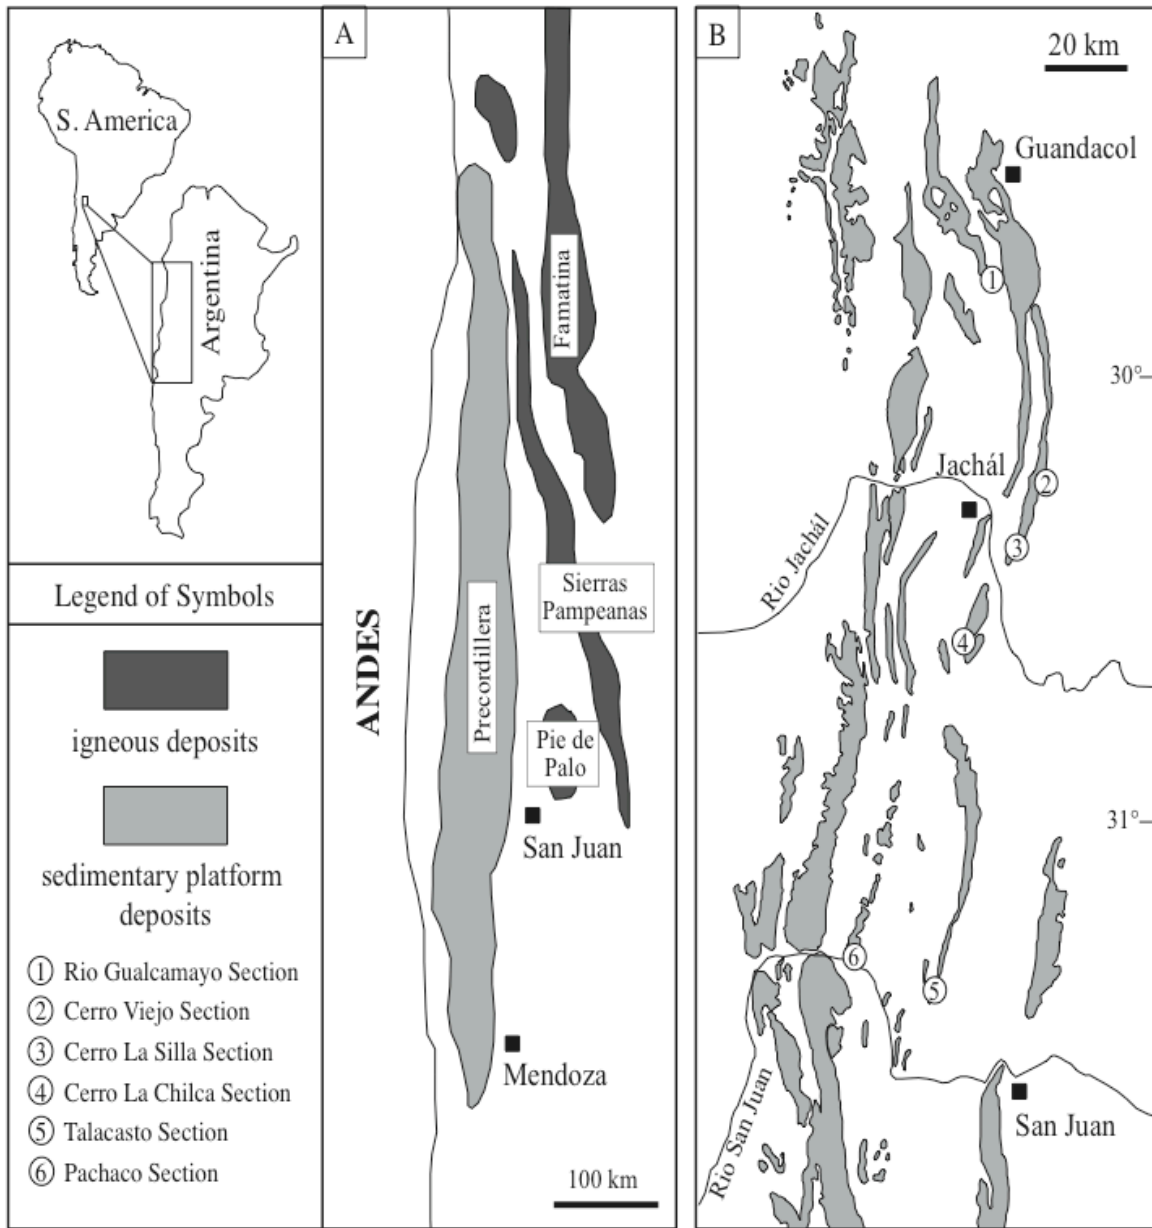 S. America
Argentina
Legend of Symbols
igneous deposits
sedimentary platform
deposits
① Rio Gualcamayo Section
② Cerro Viejo Section
③ Cerro La Silla Section
④ Cerro La Chilca Section
⑤ Talacasto Section
⑥ Pachaco Section
A
Famatina
ANDES
Precordillera
Sierras
Pampeanas
Pie de
Palo
San Juan
Mendoza
100 km
B
20 km
Guandacol
1
30°
Jachál
2
Rio Jachál
3
4
31°
6
5
Rio San Juan
San Juan